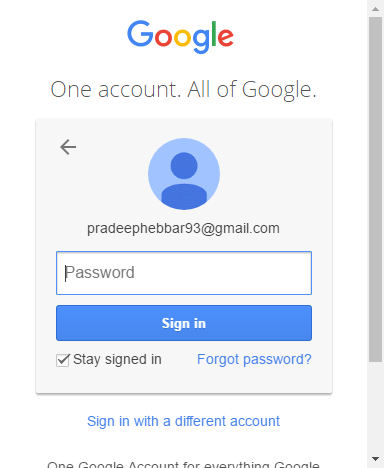 Google
One account. All of Google.
pradeephebbar93@gmail.com
Password
Sign in
Stay signed in
Forgot password?
Sign in with a different account
One Google Account for everything Google